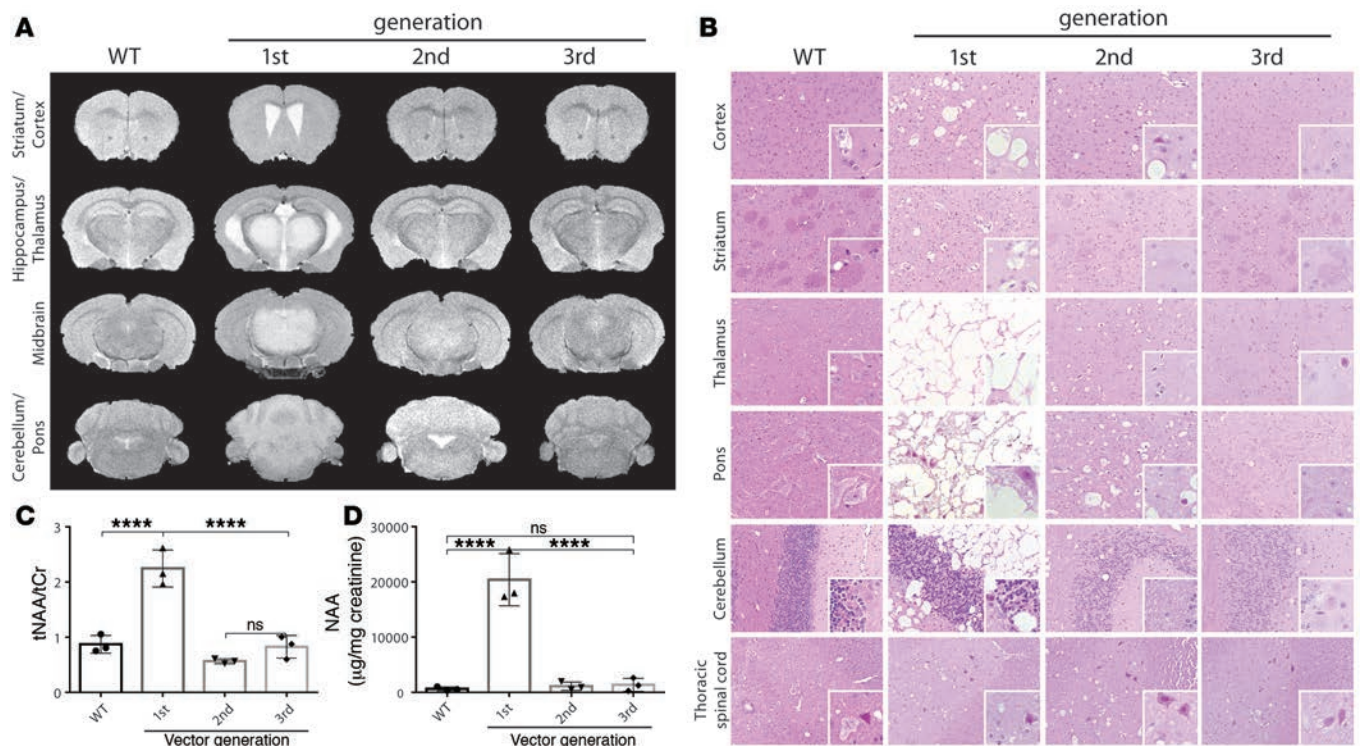 A
generation
WT 1st 2nd 3rd
Striatum/
Cortex
Hippocampus/
Thalamus
Midbrain
Cerebellum/
Pons
B
generation
WT 1st 2nd 3rd
Cortex
Striatum
Thalamus
Pons
Cerebellum
Thoracic
spinal cord
C
**** ****
ns
3
2
1
0
tNAA/tCr
WT 1st 2nd 3rd
Vector generation
D
ns
**** ****
30000
20000
10000
0
NAA
(µg/mg creatinine)
WT 1st 2nd 3rd
Vector generation